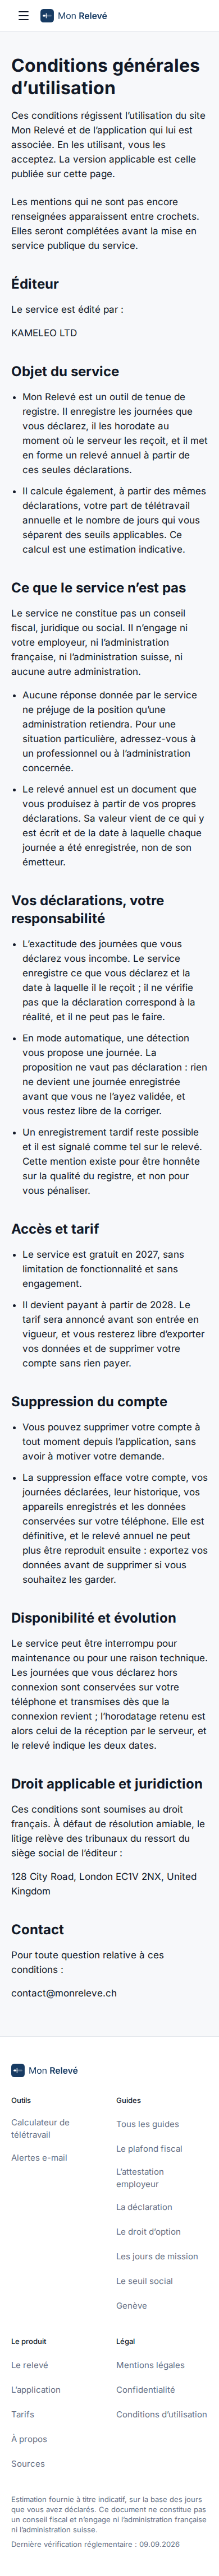 Mon Relevé
Conditions générales
d’utilisation
Ces conditions régissent l’utilisation du site
Mon Relevé et de l’application qui lui est
associée. En les utilisant, vous les
acceptez. La version applicable est celle
publiée sur cette page.
Les mentions qui ne sont pas encore
renseignées apparaissent entre crochets.
Elles seront complétées avant la mise en
service publique du service.
Éditeur
Le service est édité par :
KAMELEO LTD
Objet du service
• Mon Relevé est un outil de tenue de
registre. Il enregistre les journées que
vous déclarez, il les horodate au
moment où le serveur les reçoit, et il met
en forme un relevé annuel à partir de
ces seules déclarations.
• Il calcule également, à partir des mêmes
déclarations, votre part de télétravail
annuelle et le nombre de jours qui vous
séparent des seuils applicables. Ce
calcul est une estimation indicative.
Ce que le service n’est pas
Le service ne constitue pas un conseil
fiscal, juridique ou social. Il n’engage ni
votre employeur, ni l’administration
française, ni l’administration suisse, ni
aucune autre administration.
• Aucune réponse donnée par le service
ne préjuge de la position qu’une
administration retiendra. Pour une
situation particulière, adressez-vous à
un professionnel ou à l’administration
concernée.
• Le relevé annuel est un document que
vous produisez à partir de vos propres
déclarations. Sa valeur vient de ce qui y
est écrit et de la date à laquelle chaque
journée a été enregistrée, non de son
émetteur.
Vos déclarations, votre
responsabilité
• L’exactitude des journées que vous
déclarez vous incombe. Le service
enregistre ce que vous déclarez et la
date à laquelle il le reçoit ; il ne vérifie
pas que la déclaration correspond à la
réalité, et il ne peut pas le faire.
• En mode automatique, une détection
vous propose une journée. La
proposition ne vaut pas déclaration : rien
ne devient une journée enregistrée
avant que vous ne l’ayez validée, et
vous restez libre de la corriger.
• Un enregistrement tardif reste possible
et il est signalé comme tel sur le relevé.
Cette mention existe pour être honnête
sur la qualité du registre, et non pour
vous pénaliser.
Accès et tarif
• Le service est gratuit en 2027, sans
limitation de fonctionnalité et sans
engagement.
• Il devient payant à partir de 2028. Le
tarif sera annoncé avant son entrée en
vigueur, et vous resterez libre d’exporter
vos données et de supprimer votre
compte sans rien payer.
Suppression du compte
• Vous pouvez supprimer votre compte à
tout moment depuis l’application, sans
avoir à motiver votre demande.
• La suppression efface votre compte, vos
journées déclarées, leur historique, vos
appareils enregistrés et les données
conservées sur votre téléphone. Elle est
définitive, et le relevé annuel ne peut
plus être reproduit ensuite : exportez vos
données avant de supprimer si vous
souhaitez les garder.
Disponibilité et évolution
Le service peut être interrompu pour
maintenance ou pour une raison technique.
Les journées que vous déclarez hors
connexion sont conservées sur votre
téléphone et transmises dès que la
connexion revient ; l’horodatage retenu est
alors celui de la réception par le serveur, et
le relevé indique les deux dates.
Droit applicable et juridiction
Ces conditions sont soumises au droit
français. À défaut de résolution amiable, le
litige relève des tribunaux du ressort du
siège social de l’éditeur :
128 City Road, London EC1V 2NX, United
Kingdom
Contact
Pour toute question relative à ces
conditions :
contact@monreleve.ch
Mon Relevé
Outils
Calculateur de
télétravail
Alertes e-mail
Guides
Tous les guides
Le plafond fiscal
L’attestation
employeur
La déclaration
Le droit d’option
Les jours de mission
Le seuil social
Genève
Le produit
Le relevé
L’application
Tarifs
À propos
Sources
Légal
Mentions légales
Confidentialité
Conditions d’utilisation
Estimation fournie à titre indicatif, sur la base des jours
que vous avez déclarés. Ce document ne constitue pas
un conseil fiscal et n’engage ni l’administration française
ni l’administration suisse.
Dernière vérification réglementaire : 09.09.2026